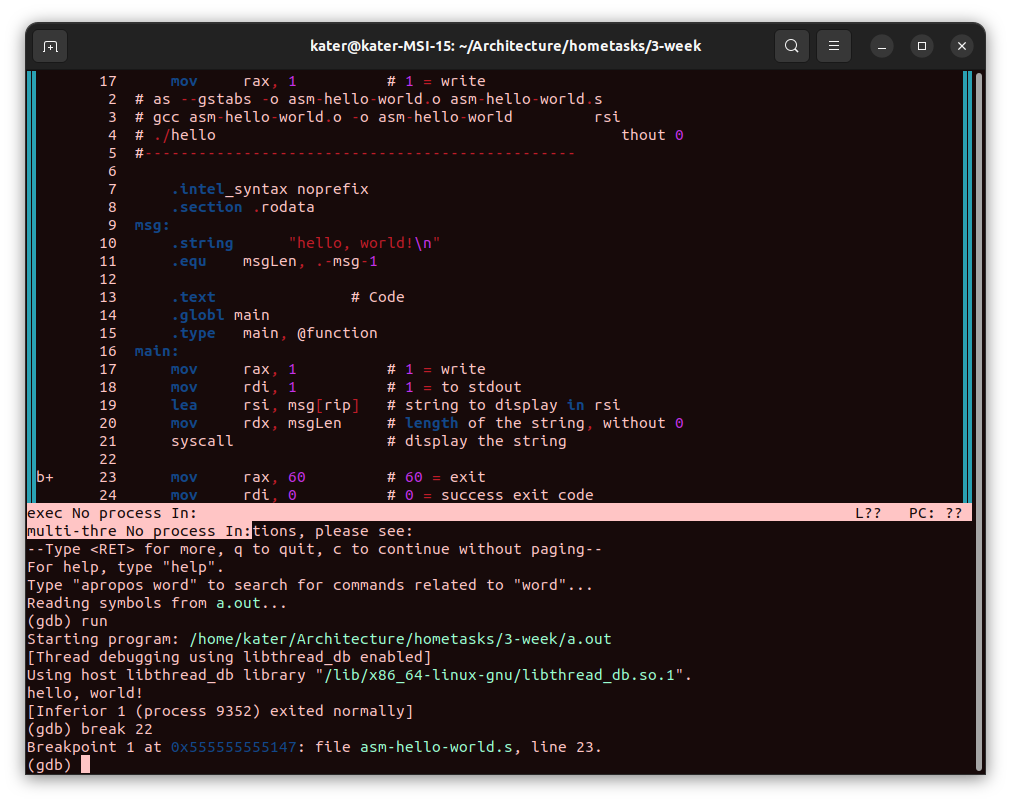 kater@kater-MSI-15: ~/Architecture/hometasks/3-week
17      mov     rax, 1          # 1 = write
2  # as --gstabs -o asm-hello-world.o asm-hello-world.s
3  # gcc asm-hello-world.o -o asm-hello-world         rsi
4  # ./hello                                             thout 0
5  #------------------------------------------------
6
7      .intel_syntax noprefix
8      .section .rodata
9  msg:
10      .string      "hello, world!\n"
11      .equ    msgLen, .-msg-1
12
13      .text               # Code
14      .globl main
15      .type   main, @function
16  main:
17      mov     rax, 1          # 1 = write
18      mov     rdi, 1          # 1 = to stdout
19      lea     rsi, msg[rip]   # string to display in rsi
20      mov     rdx, msgLen     # length of the string, without 0
21      syscall                 # display the string
22
b+     23      mov     rax, 60         # 60 = exit
24      mov     rdi, 0          # 0 = success exit code
exec No process In:                                                                         L??   PC: ??
multi-thre No process In:tions, please see:
--Type <RET> for more, q to quit, c to continue without paging--
For help, type "help".
Type "apropos word" to search for commands related to "word"...
Reading symbols from a.out...
(gdb) run
Starting program: /home/kater/Architecture/hometasks/3-week/a.out
[Thread debugging using libthread_db enabled]
Using host libthread_db library "/lib/x86_64-linux-gnu/libthread_db.so.1".
hello, world!
[Inferior 1 (process 9352) exited normally]
(gdb) break 22
Breakpoint 1 at 0x555555555147: file asm-hello-world.s, line 23.
(gdb)